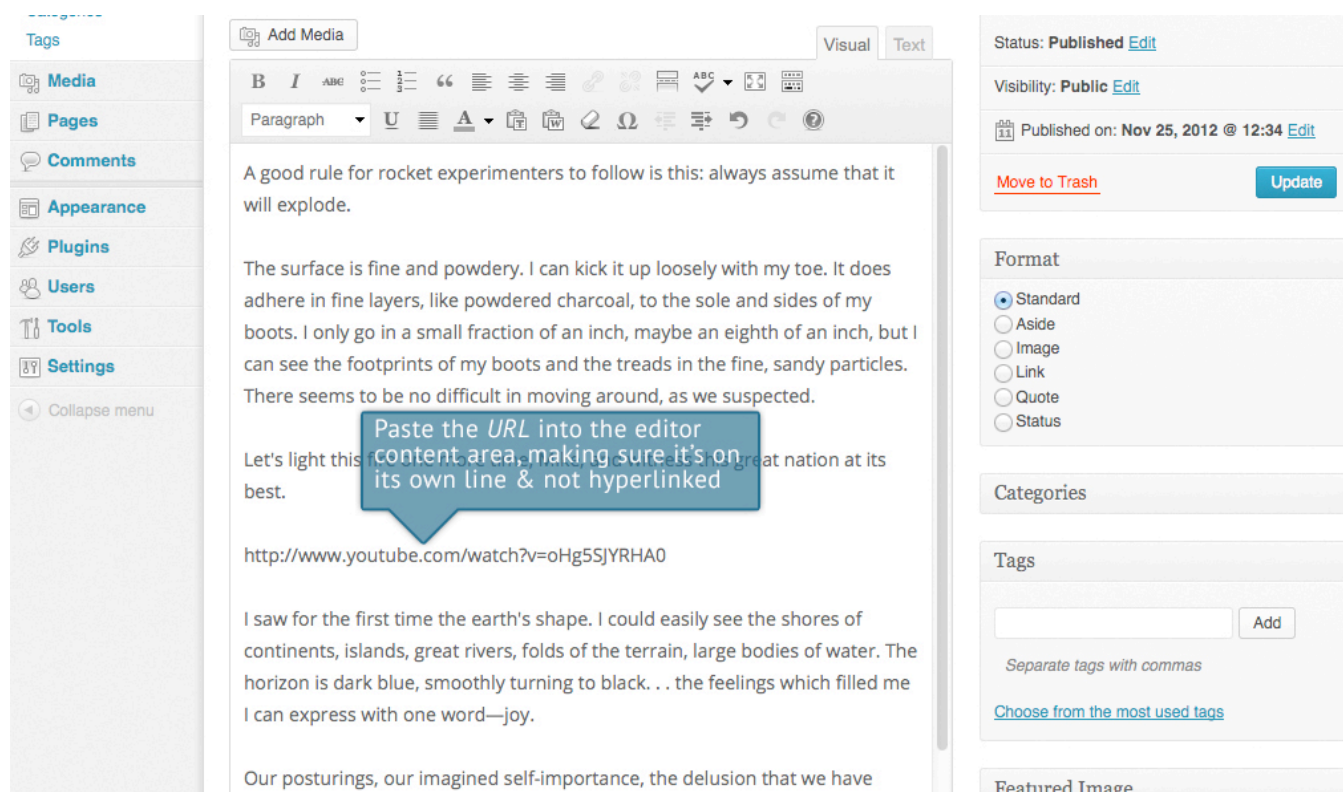 Tags
Media
Pages
Comments
Appearance
Plugins
Users
Tools
Settings
Collapse menu
Add Media
Visual Text
B I ABC ABC
Paragraph U A T W Ω
A good rule for rocket experimenters to follow is this: always assume that it
will explode.
The surface is fine and powdery. I can kick it up loosely with my toe. It does
adhere in fine layers, like powdered charcoal, to the sole and sides of my
boots. I only go in a small fraction of an inch, maybe an eighth of an inch, but I
can see the footprints of my boots and the treads in the fine, sandy particles.
There seems to be no difficult in moving around, as we suspected.
Paste the URL into the editor
content area, making sure it's on
its own line & not hyperlinked
Let's light this fire one more time, Mike, and witness this great nation at its
best.
http://www.youtube.com/watch?v=oHg5SJYRHA0
I saw for the first time the earth's shape. I could easily see the shores of
continents, islands, great rivers, folds of the terrain, large bodies of water. The
horizon is dark blue, smoothly turning to black. . . the feelings which filled me
I can express with one word—joy.
Our posturings, our imagined self-importance, the delusion that we have
Status: Published Edit
Visibility: Public Edit
11 Published on: Nov 25, 2012 @ 12:34 Edit
Move to Trash Update
Format
Standard
Aside
Image
Link
Quote
Status
Categories
Tags
Add
Separate tags with commas
Choose from the most used tags
Featured Image